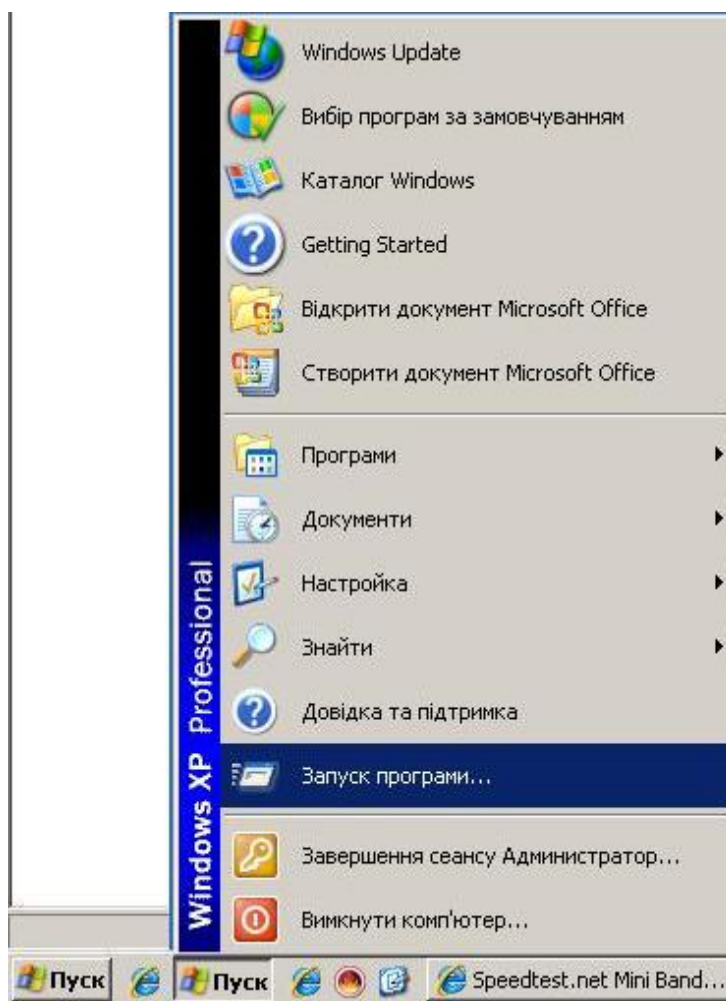 Windows Update
Вибір програм за замовчуванням
Каталог Windows
Getting Started
Відкрити документ Microsoft Office
Створити документ Microsoft Office
Програми
Документи
Настройка
Знайти
Довідка та підтримка
Запуск програми...
Завершення сеансу Администратор...
Вимкнути комп'ютер...
Windows XP Professional
Пуск
Пуск
Speedtest.net Mini Band...